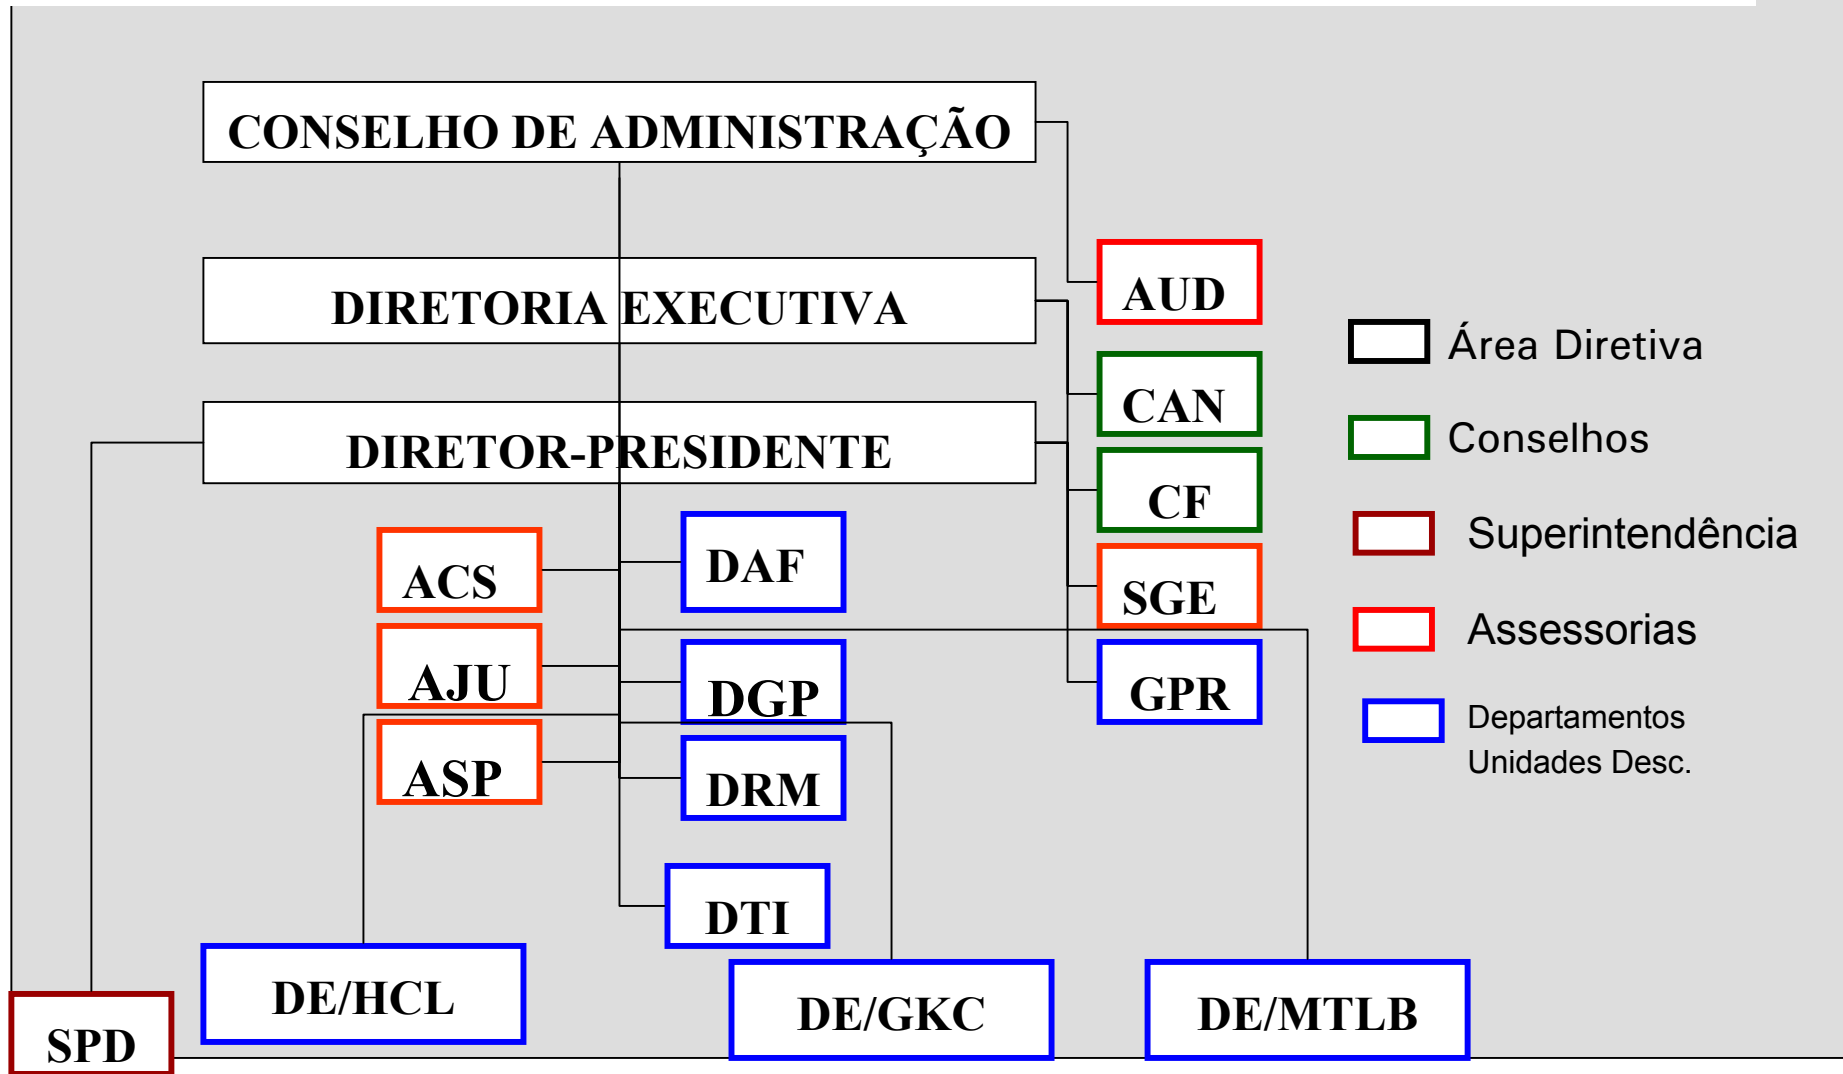 CONSELHO DE ADMINISTRAÇÃO
DIRETORIA EXECUTIVA
DIRETOR-PRESIDENTE
AUD
CAN
CF
SGE
GPR
ACS
AJU
ASP
DAF
DGP
DRM
DTI
DE/HCL
DE/GKC
DE/MTLB
SPD
Área Diretiva
Conselhos
Superintendência
Assessorias
Departamentos
Unidades Desc.